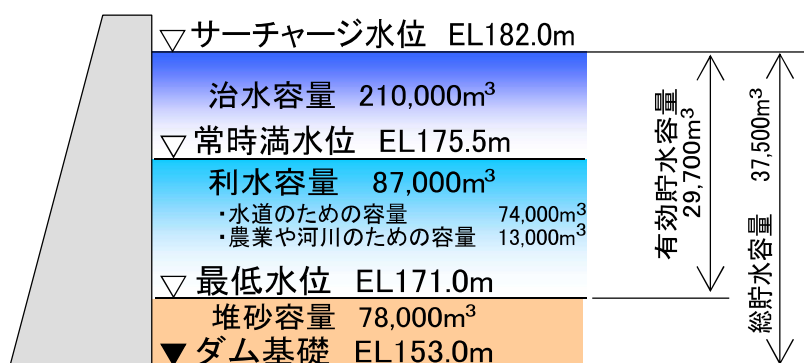 ▽ サーチャージ水位 EL182.0m
治水容量 210,000m³
▽ 常時満水位 EL175.5m
利水容量 87,000m³
・水道のための容量 74,000m³
・農業や河川のための容量 13,000m³
▽ 最低水位 EL171.0m
堆砂容量 78,000m³
▼ ダム基礎 EL153.0m
有効貯水容量
29,700m³
総貯水容量 37,500m³